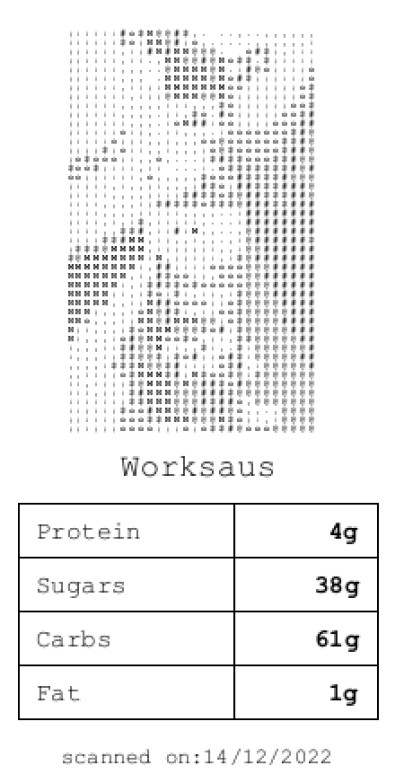 Worksaus
Protein 4g
Sugars 38g
Carbs 61g
Fat 1g
scanned on:14/12/2022